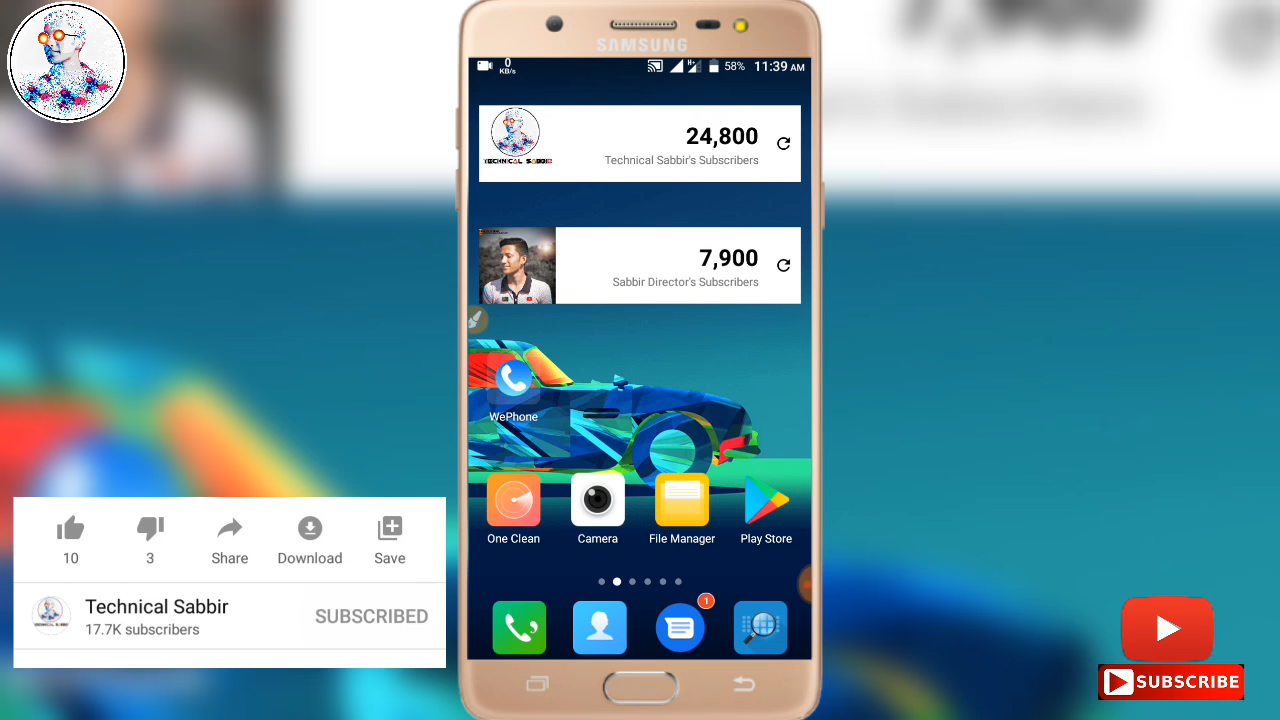 SAMSUNG
0
KB/s
H+
58%
11:39 AM
24,800
TECHNICAL SABBIR
Technical Sabbir's Subscribers
7,900
Sabbir Director's Subscribers
WePhone
One Clean
Camera
File Manager
Play Store
1
10
3
Share
Download
Save
Technical Sabbir
SUBSCRIBED
17.7K subscribers
SUBSCRIBE